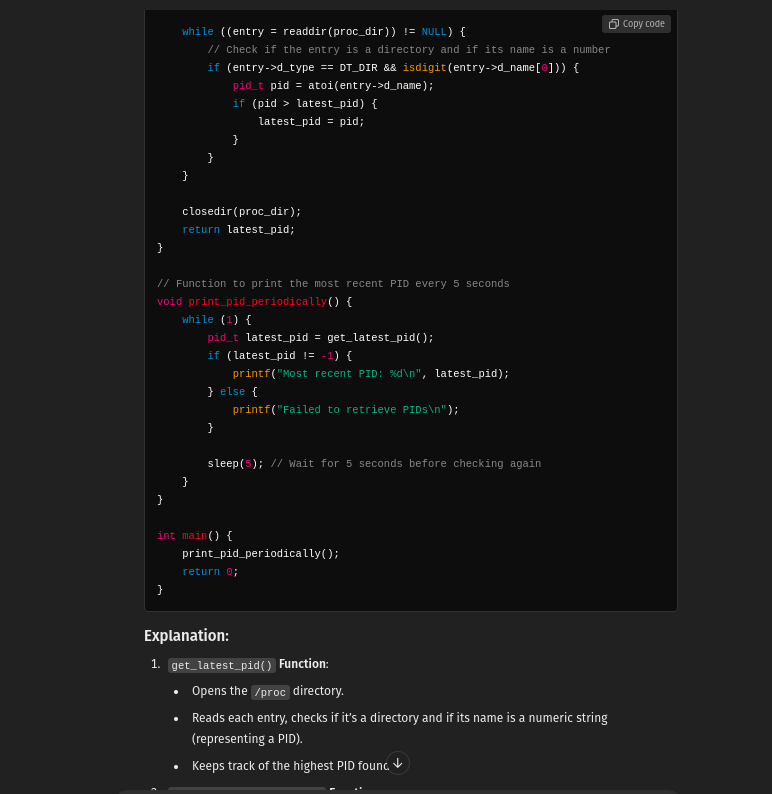 Copy code
    while ((entry = readdir(proc_dir)) != NULL) {
        // Check if the entry is a directory and if its name is a number
        if (entry->d_type == DT_DIR && isdigit(entry->d_name[0])) {
            pid_t pid = atoi(entry->d_name);
            if (pid > latest_pid) {
                latest_pid = pid;
            }
        }
    }

    closedir(proc_dir);
    return latest_pid;
}

// Function to print the most recent PID every 5 seconds
void print_pid_periodically() {
    while (1) {
        pid_t latest_pid = get_latest_pid();
        if (latest_pid != -1) {
            printf("Most recent PID: %d\n", latest_pid);
        } else {
            printf("Failed to retrieve PIDs\n");
        }

        sleep(5); // Wait for 5 seconds before checking again
    }
}

int main() {
    print_pid_periodically();
    return 0;
}
Explanation:
1. get_latest_pid() Function:
• Opens the /proc directory.
• Reads each entry, checks if it's a directory and if its name is a numeric string
(representing a PID).
• Keeps track of the highest PID found